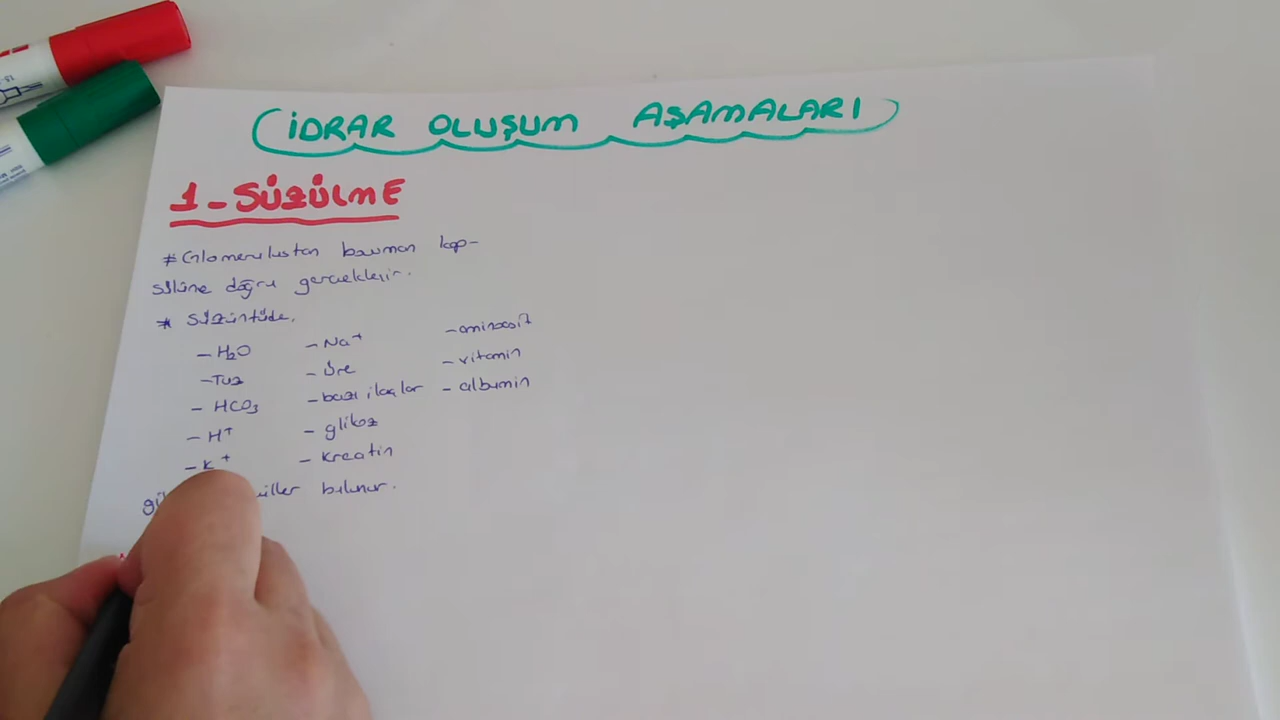 İDRAR OLUŞUM AŞAMALARI
1-SÜZÜLME
* Glomerulustan bowman kap-
sülüne doğru gerçekleşir.
* Süzüntüde,
- H₂O
- Tuz
- HCO₃
- H⁺
- K⁺
- Na⁺
- Üre
- bazı ilaçlar
- glikoz
- kreatin
- aminoasit
- vitamin
- albumin
bulunur.